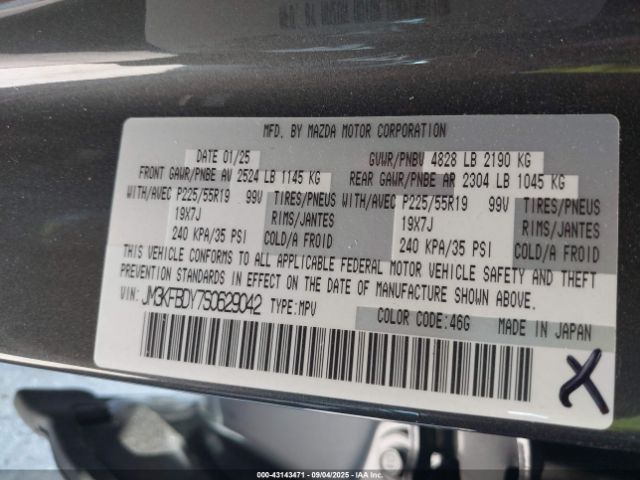 MFD. BY MAZDA MOTOR CORPORATION
DATE 01/25 GVWR/PNBV 4828 LB 2190 KG
FRONT GAWR/PNBE AV 2524 LB 1145 KG REAR GAWR/PNBE AR 2304 LB 1045 KG
WITH/AVEC P225/55R19 99V TIRES/PNEUS WITH/AVEC P225/55R19 99V TIRES/PNEUS
19X7J RIMS/JANTES 19X7J RIMS/JANTES
240 KPA/35 PSI COLD/A FROID 240 KPA/35 PSI COLD/A FROID
THIS VEHICLE CONFORMS TO ALL APPLICABLE FEDERAL MOTOR VEHICLE SAFETY AND THEFT
PREVENTION STANDARDS IN EFFECT ON THE DATE OF MANUFACTURE SHOWN ABOVE.
VIN: JM3KFBDY7S0629042 TYPE:MPV COLOR CODE:46G MADE IN JAPAN
X
000-43143471 09/04/2025 IAAI.COM